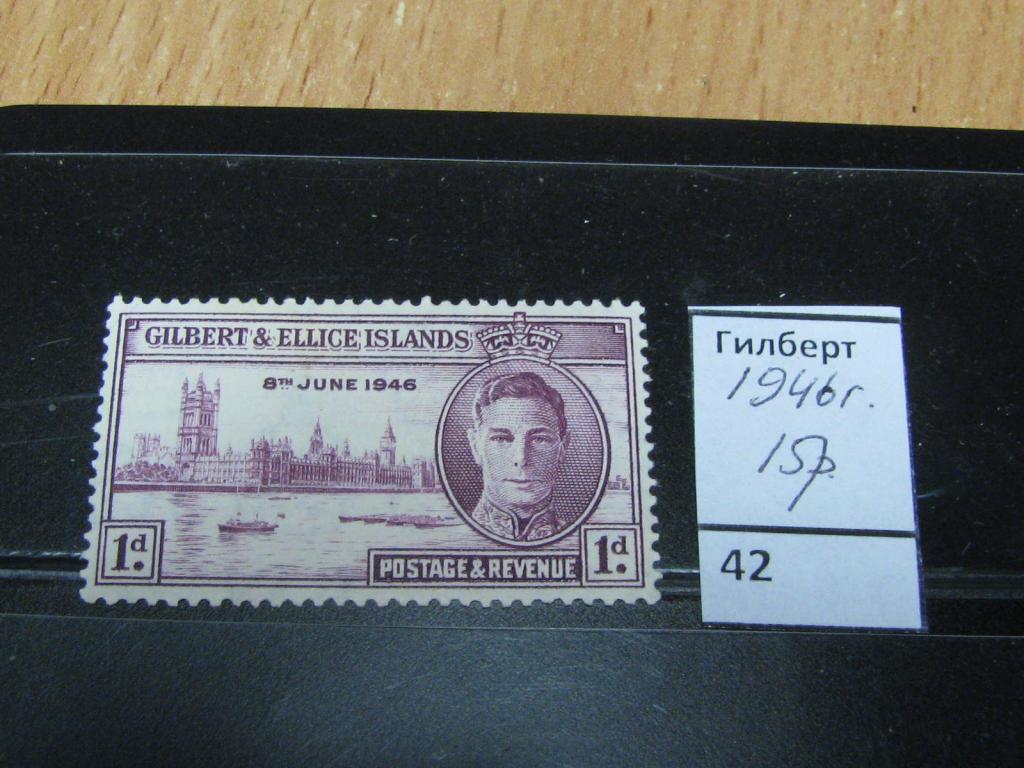 GILBERT & ELLICE ISLANDS
8TH JUNE 1946
1d.
POSTAGE & REVENUE
1d.
Гилберт
1946г.
15р.
42